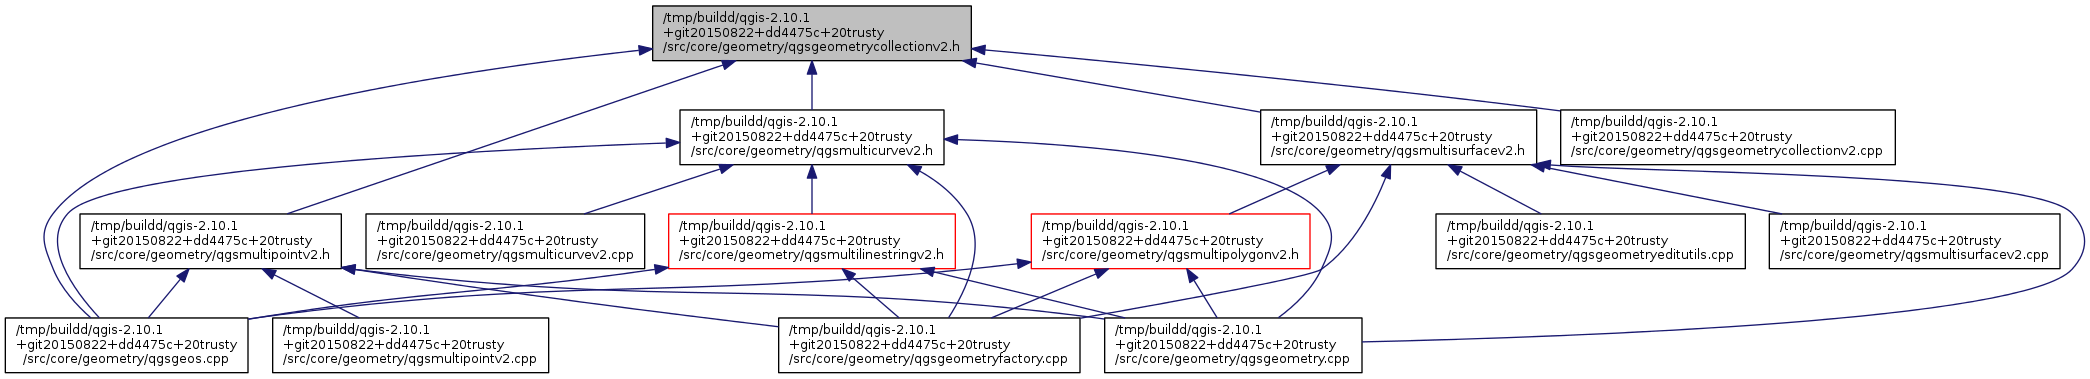 /tmp/buildd/qgis-2.10.1
+git20150822+dd4475c+20trusty
/src/core/geometry/qgsgeometrycollectionv2.h
/tmp/buildd/qgis-2.10.1
+git20150822+dd4475c+20trusty
/src/core/geometry/qgsmulticurvev2.h
/tmp/buildd/qgis-2.10.1
+git20150822+dd4475c+20trusty
/src/core/geometry/qgsmultisurfacev2.h
/tmp/buildd/qgis-2.10.1
+git20150822+dd4475c+20trusty
/src/core/geometry/qgsgeometrycollectionv2.cpp
/tmp/buildd/qgis-2.10.1
+git20150822+dd4475c+20trusty
/src/core/geometry/qgsmultipointv2.h
/tmp/buildd/qgis-2.10.1
+git20150822+dd4475c+20trusty
/src/core/geometry/qgsmulticurvev2.cpp
/tmp/buildd/qgis-2.10.1
+git20150822+dd4475c+20trusty
/src/core/geometry/qgsmultilinestringv2.h
/tmp/buildd/qgis-2.10.1
+git20150822+dd4475c+20trusty
/src/core/geometry/qgsmultipolygonv2.h
/tmp/buildd/qgis-2.10.1
+git20150822+dd4475c+20trusty
/src/core/geometry/qgsgeometryeditutils.cpp
/tmp/buildd/qgis-2.10.1
+git20150822+dd4475c+20trusty
/src/core/geometry/qgsmultisurfacev2.cpp
/tmp/buildd/qgis-2.10.1
+git20150822+dd4475c+20trusty
/src/core/geometry/qgsgeos.cpp
/tmp/buildd/qgis-2.10.1
+git20150822+dd4475c+20trusty
/src/core/geometry/qgsmultipointv2.cpp
/tmp/buildd/qgis-2.10.1
+git20150822+dd4475c+20trusty
/src/core/geometry/qgsgeometryfactory.cpp
/tmp/buildd/qgis-2.10.1
+git20150822+dd4475c+20trusty
/src/core/geometry/qgsgeometry.cpp